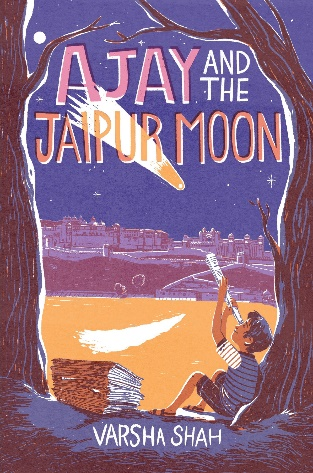 AJAY AND
THE
JAIPUR MOON
VARSHA SHAH